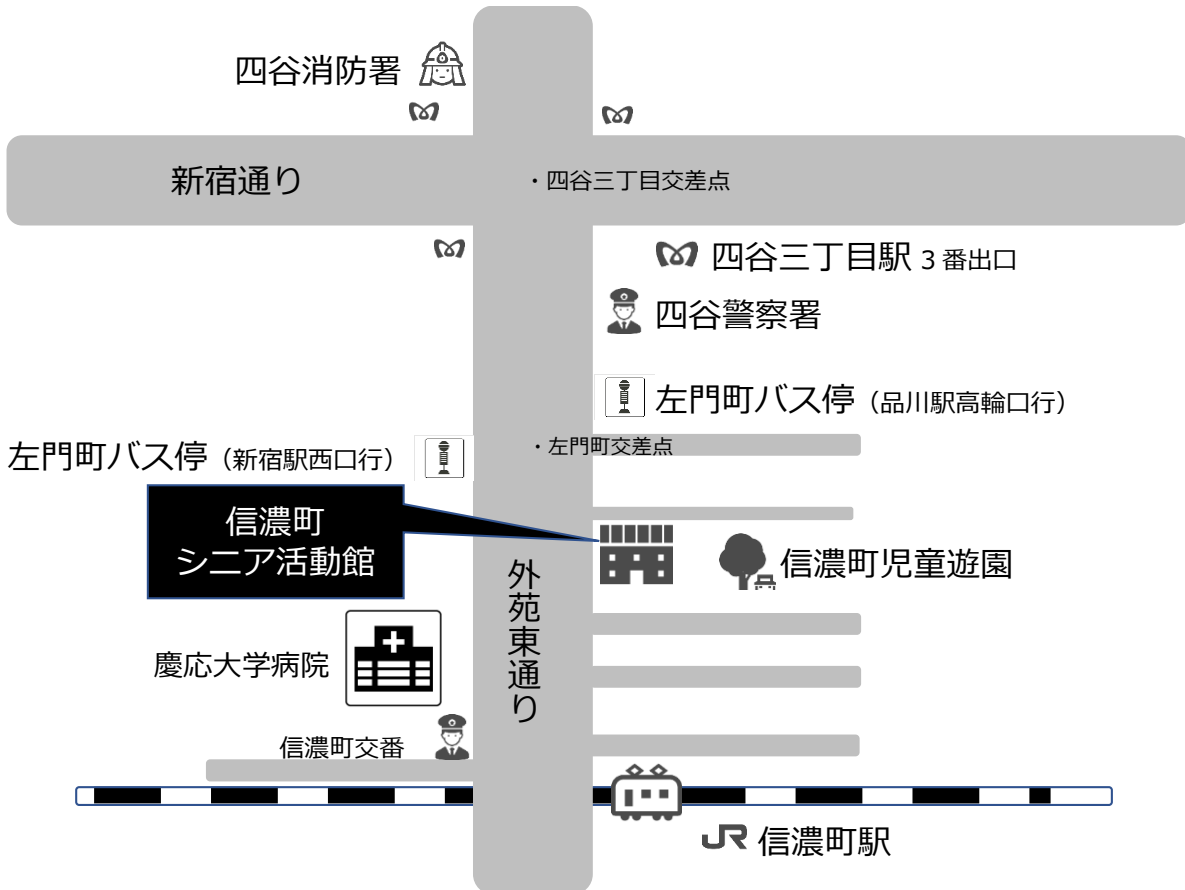 四谷消防署
新宿通り
・四谷三丁目交差点
四谷三丁目駅 3番出口
四谷警察署
左門町バス停（品川駅高輪口行）
・左門町交差点
左門町バス停（新宿駅西口行）
信濃町
シニア活動館
信濃町児童遊園
外苑東通り
慶応大学病院
信濃町交番
JR 信濃町駅